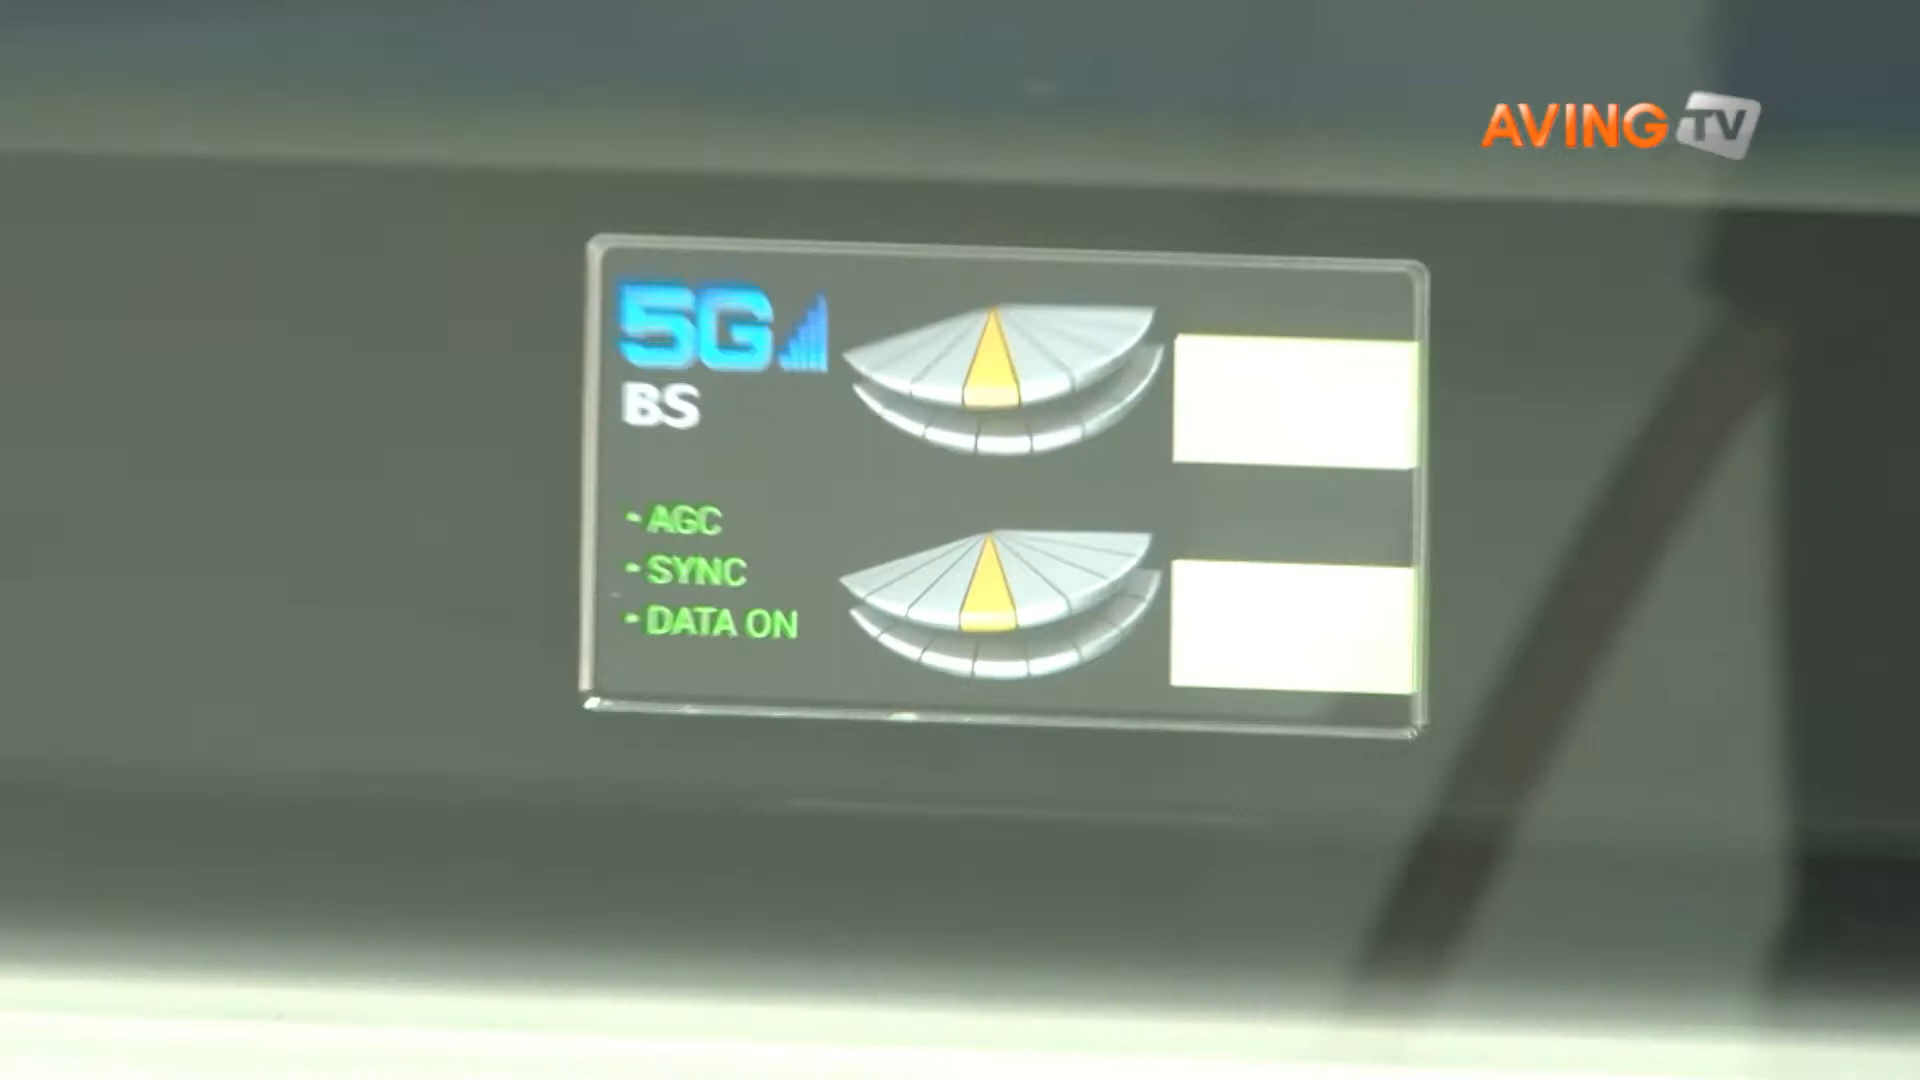 AVING TV
5G
BS
- AGC
- SYNC
- DATA ON